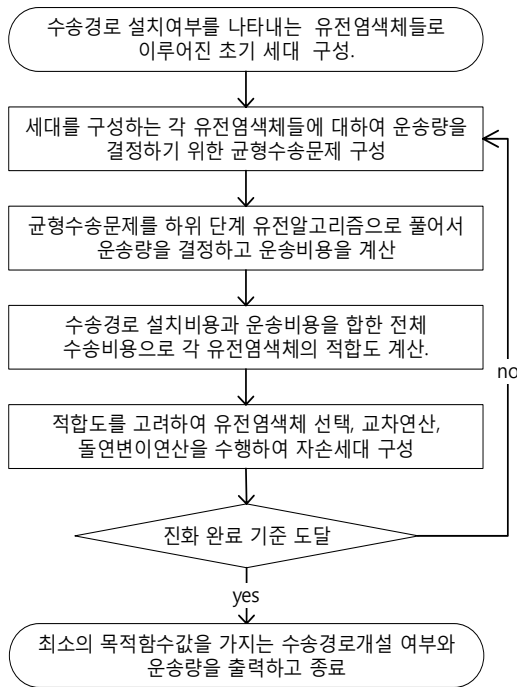 수송경로 설치여부를 나타내는 유전염색체들로
이루어진 초기 세대 구성.
세대를 구성하는 각 유전염색체들에 대하여 운송량을
결정하기 위한 균형수송문제 구성
균형수송문제를 하위 단계 유전알고리즘으로 풀어서
운송량을 결정하고 운송비용을 계산
수송경로 설치비용과 운송비용을 합한 전체
수송비용으로 각 유전염색체의 적합도 계산.
no
적합도를 고려하여 유전염색체 선택, 교차연산,
돌연변이연산을 수행하여 자손세대 구성
진화 완료 기준 도달
yes
최소의 목적함수값을 가지는 수송경로개설 여부와
운송량을 출력하고 종료